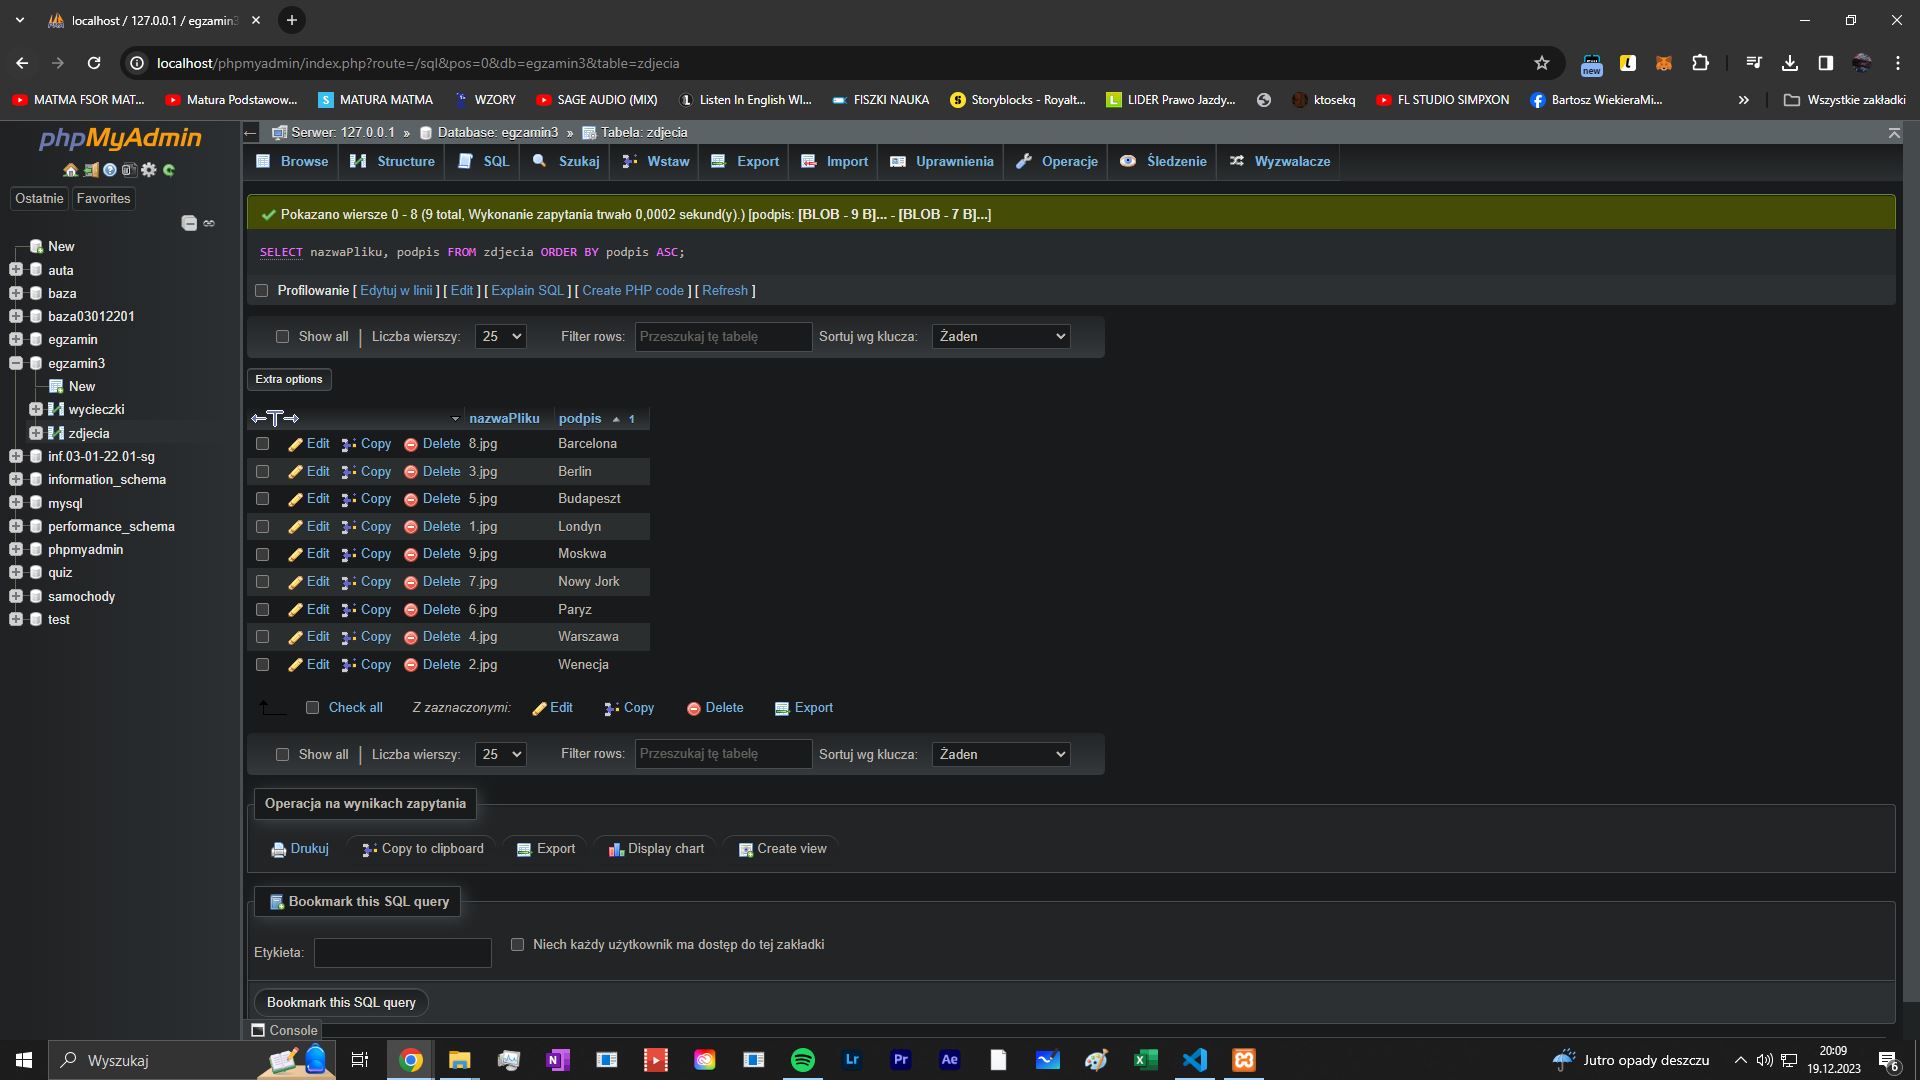 localhost / 127.0.0.1 / egzamin3
localhost/phpmyadmin/index.php?route=/sql&pos=0&db=egzamin3&table=zdjecia
new
MATMA FSOR MAT...
Matura Podstawow...
MATURA MATMA
WZORY
SAGE AUDIO (MIX)
Listen In English WI...
FISZKI NAUKA
Storyblocks - Royalt...
LIDER Prawo Jazdy...
ktosekq
FL STUDIO SIMPXON
Bartosz WiekieraMi...
Wszystkie zakładki
phpMyAdmin
Ostatnie
Favorites
New
auta
baza
baza03012201
egzamin
egzamin3
New
wycieczki
zdjecia
inf.03-01-22.01-sg
information_schema
mysql
performance_schema
phpmyadmin
quiz
samochody
test
Serwer: 127.0.0.1 » Database: egzamin3 » Tabela: zdjecia
Browse
Structure
SQL
Szukaj
Wstaw
Export
Import
Uprawnienia
Operacje
Śledzenie
Wyzwalacze
Pokazano wiersze 0 - 8 (9 total, Wykonanie zapytania trwało 0,0002 sekund(y).) [podpis: [BLOB - 9 B]... - [BLOB - 7 B]...]
SELECT nazwaPliku, podpis FROM zdjecia ORDER BY podpis ASC;
Profilowanie [ Edytuj w linii ] [ Edit ] [ Explain SQL ] [ Create PHP code ] [ Refresh ]
Show all | Liczba wierszy: 25 Filter rows: Przeszukaj tę tabelę Sortuj wg klucza: Żaden
Extra options
←T→ nazwaPliku podpis 1
Edit Copy Delete 8.jpg Barcelona
Edit Copy Delete 3.jpg Berlin
Edit Copy Delete 5.jpg Budapeszt
Edit Copy Delete 1.jpg Londyn
Edit Copy Delete 9.jpg Moskwa
Edit Copy Delete 7.jpg Nowy Jork
Edit Copy Delete 6.jpg Paryz
Edit Copy Delete 4.jpg Warszawa
Edit Copy Delete 2.jpg Wenecja
Check all Z zaznaczonymi: Edit Copy Delete Export
Show all | Liczba wierszy: 25 Filter rows: Przeszukaj tę tabelę Sortuj wg klucza: Żaden
Operacja na wynikach zapytania
Drukuj Copy to clipboard Export Display chart Create view
Bookmark this SQL query
Etykieta: Niech każdy użytkownik ma dostęp do tej zakładki
Bookmark this SQL query
Console
Wyszukaj
N
Lr
Pr
Ae
Jutro opady deszczu
20:09
19.12.2023
6